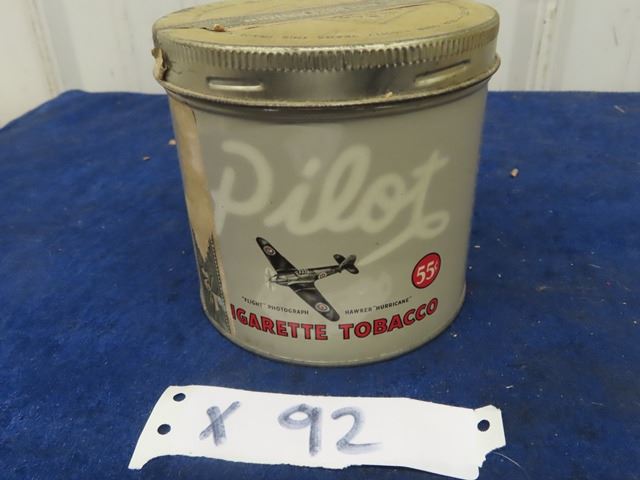 Pilot
55¢
"FLIGHT" PHOTOGRAPH HAWKER "HURRICANE"
IGARETTE TOBACCO
X 92